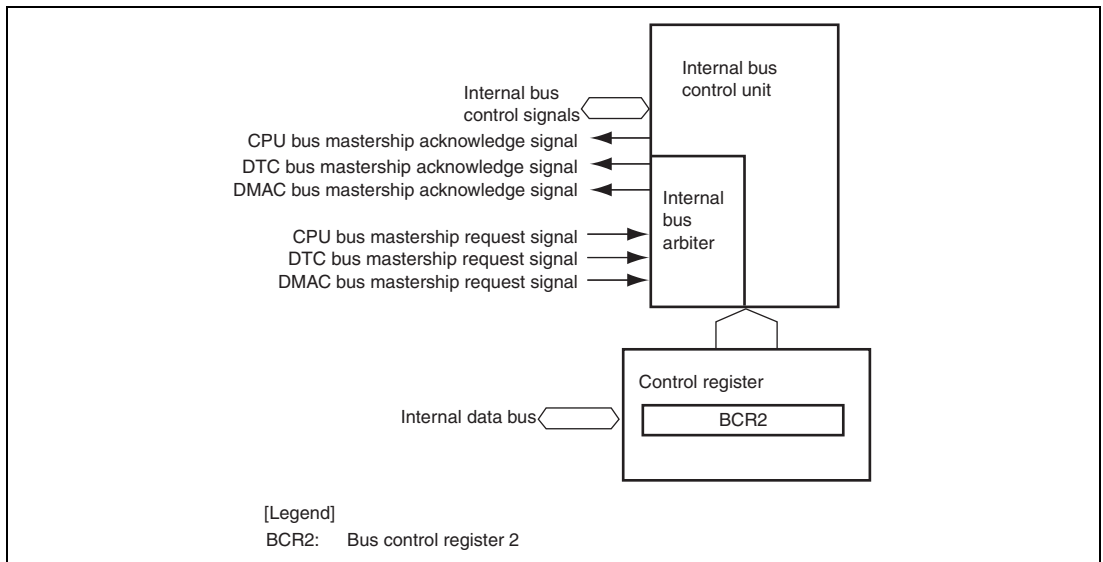 Internal bus
control unit
Internal bus
control signals
CPU bus mastership acknowledge signal
DTC bus mastership acknowledge signal
DMAC bus mastership acknowledge signal
Internal
bus
arbiter
CPU bus mastership request signal
DTC bus mastership request signal
DMAC bus mastership request signal
Control register
Internal data bus
BCR2
[Legend]
BCR2: Bus control register 2